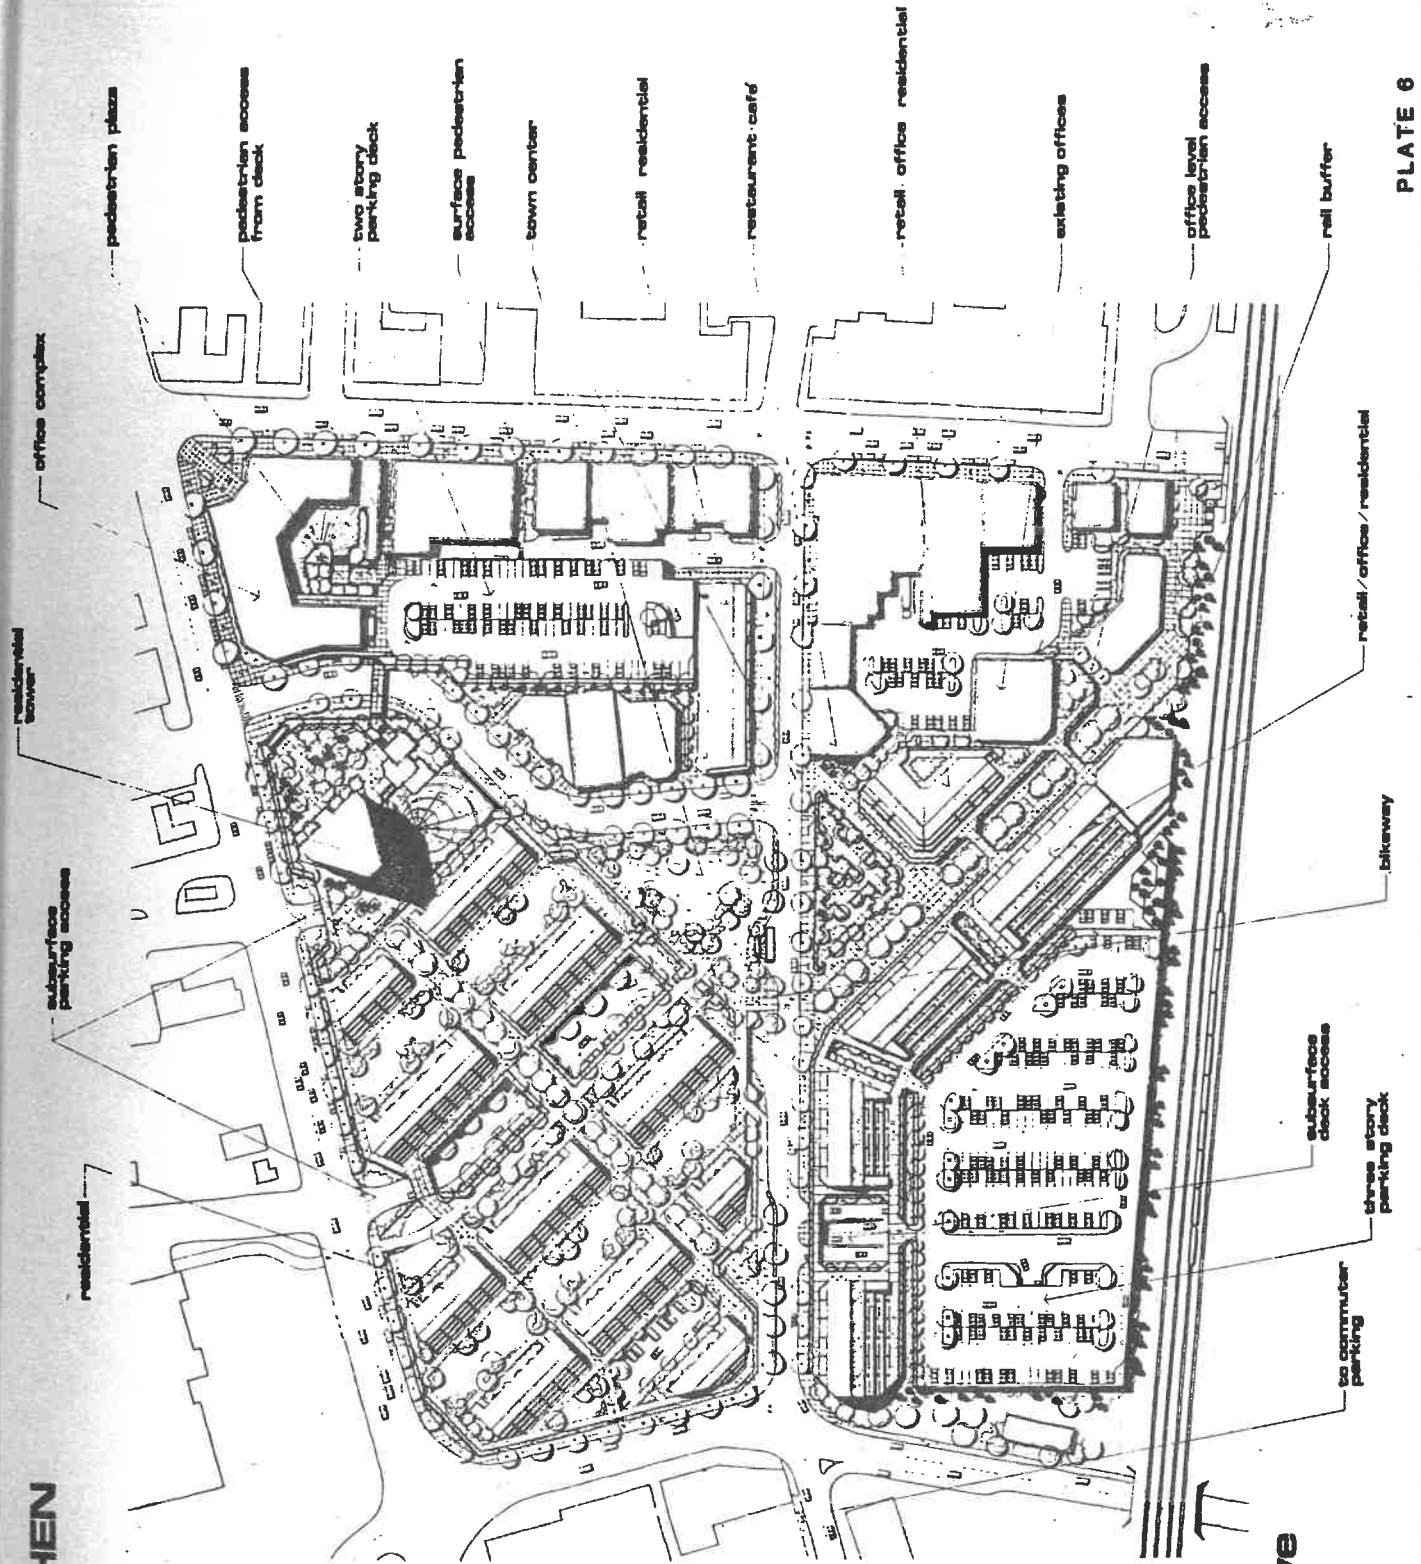 HEN
residential
tower
office complex
subsurface
parking access
residential
pedestrian plaza
pedestrian access
from deck
two story
parking deck
surface pedestrian
access
town center
retail residential
restaurant·café
retail office residential
existing offices
office level
pedestrian access
rail buffer
retail/office/residential
bikeway
subsurface
deck access
three story
parking deck
to commuter
parking
ve
PLATE 6